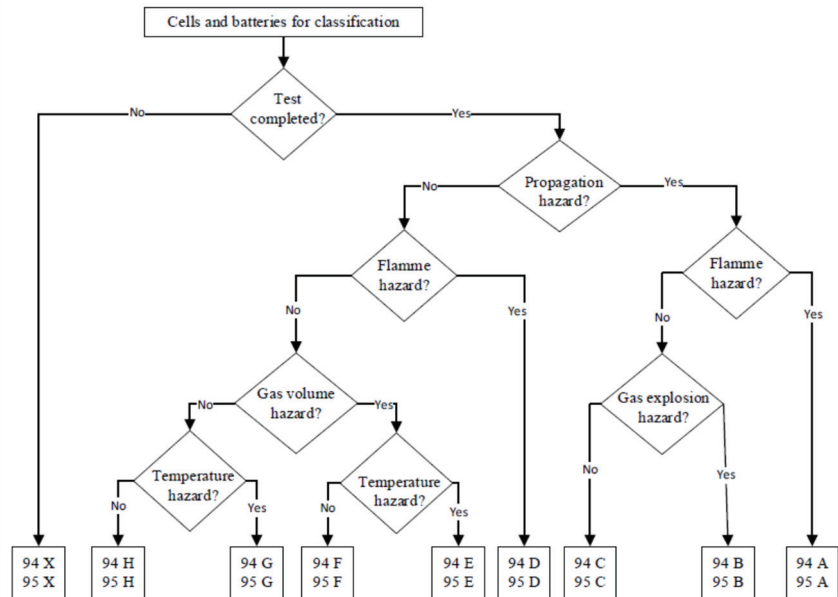 Cells and batteries for classification
Test
completed?
No
Yes
Propagation
hazard?
No
Yes
Flamme
hazard?
Flamme
hazard?
No
Yes
No
Yes
Gas volume
hazard?
Gas explosion
hazard?
No
Yes
Temperature
hazard?
Temperature
hazard?
No
Yes
No
Yes
No
Yes
94 X
95 X
94 H
95 H
94 G
95 G
94 F
95 F
94 E
95 E
94 D
95 D
94 C
95 C
94 B
95 B
94 A
95 A